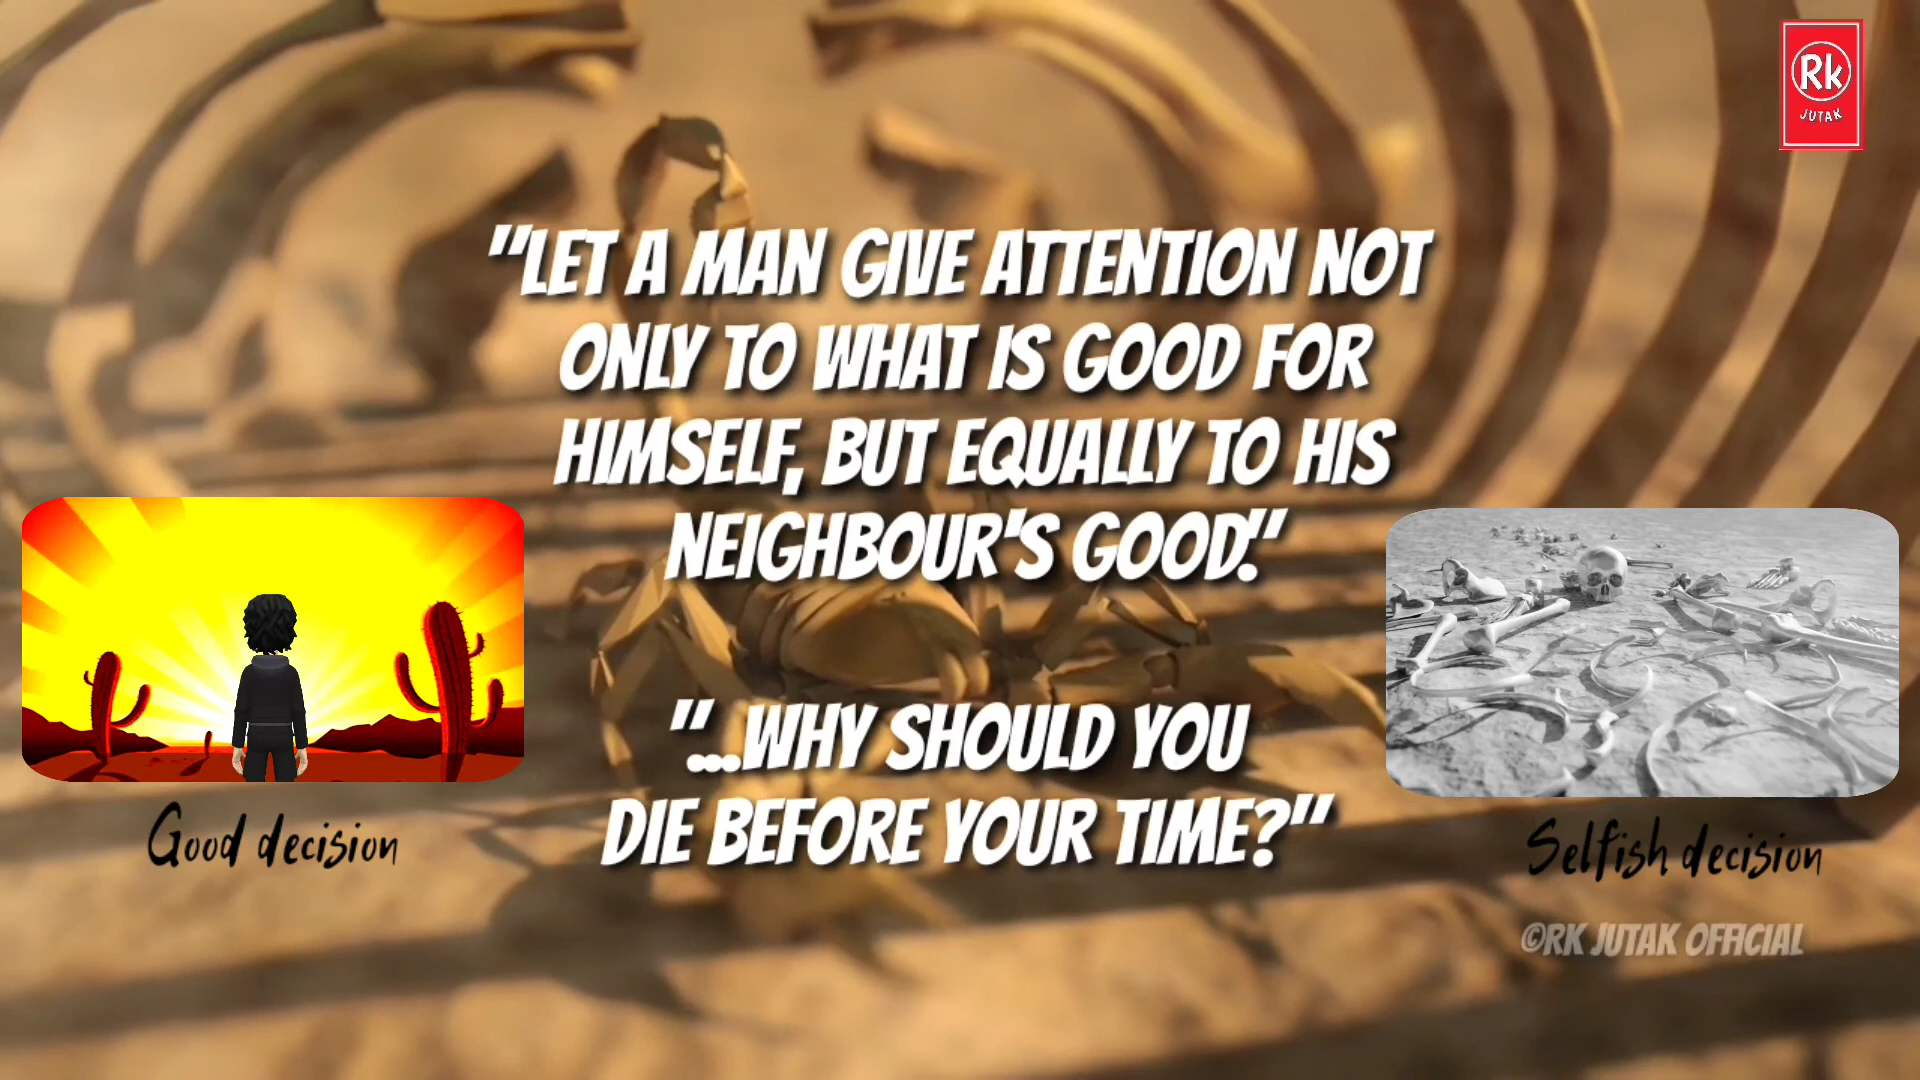 Rk
JUTAK
"LET A MAN GIVE ATTENTION NOT
ONLY TO WHAT IS GOOD FOR
HIMSELF, BUT EQUALLY TO HIS
NEIGHBOUR'S GOOD."
"...WHY SHOULD YOU
DIE BEFORE YOUR TIME?"
Good decision
Selfish decision
©RK JUTAK OFFICIAL